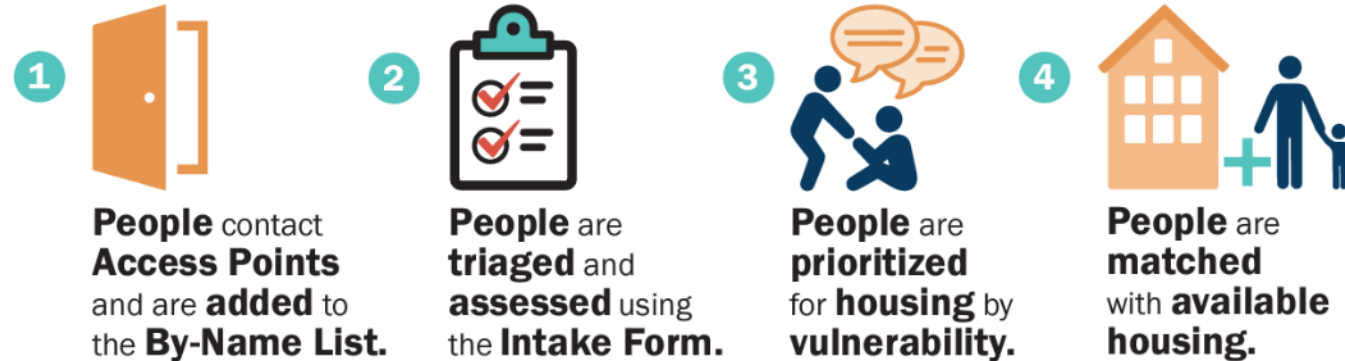 1
People contact
Access Points
and are added to
the By-Name List.
2
People are
triaged and
assessed using
the Intake Form.
3
People are
prioritized
for housing by
vulnerability.
4
People are
matched
with available
housing.